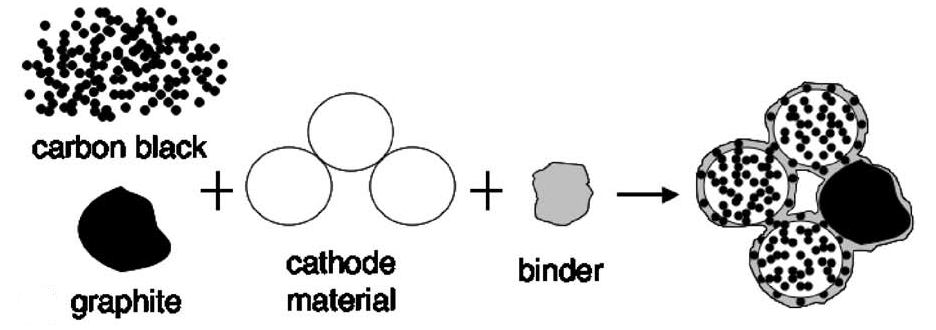 carbon black
graphite
+
cathode
material
+
binder